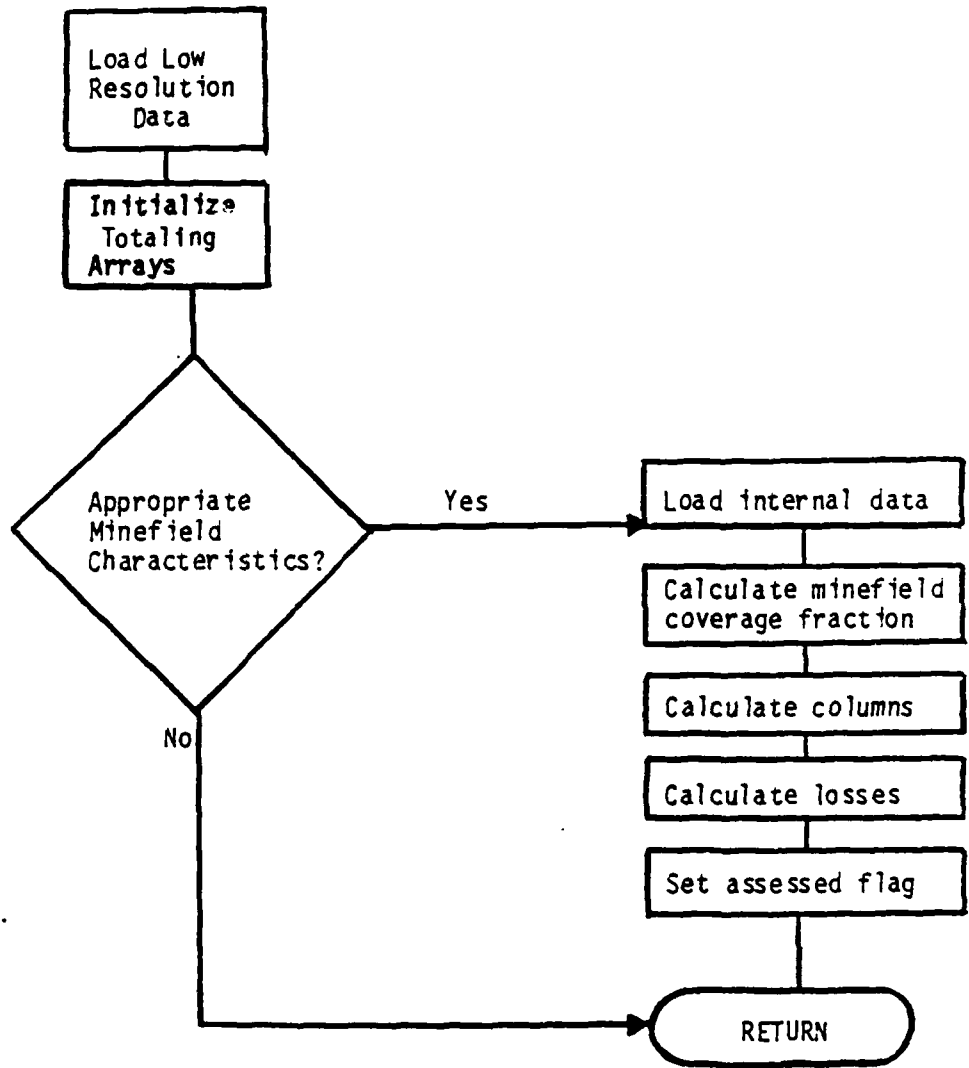 Load Low
Resolution
Data
Initialize
Totaling
Arrays
Appropriate
Minefield
Characteristics?
Yes
No
Load internal data
Calculate minefield
coverage fraction
Calculate columns
Calculate losses
Set assessed flag
RETURN